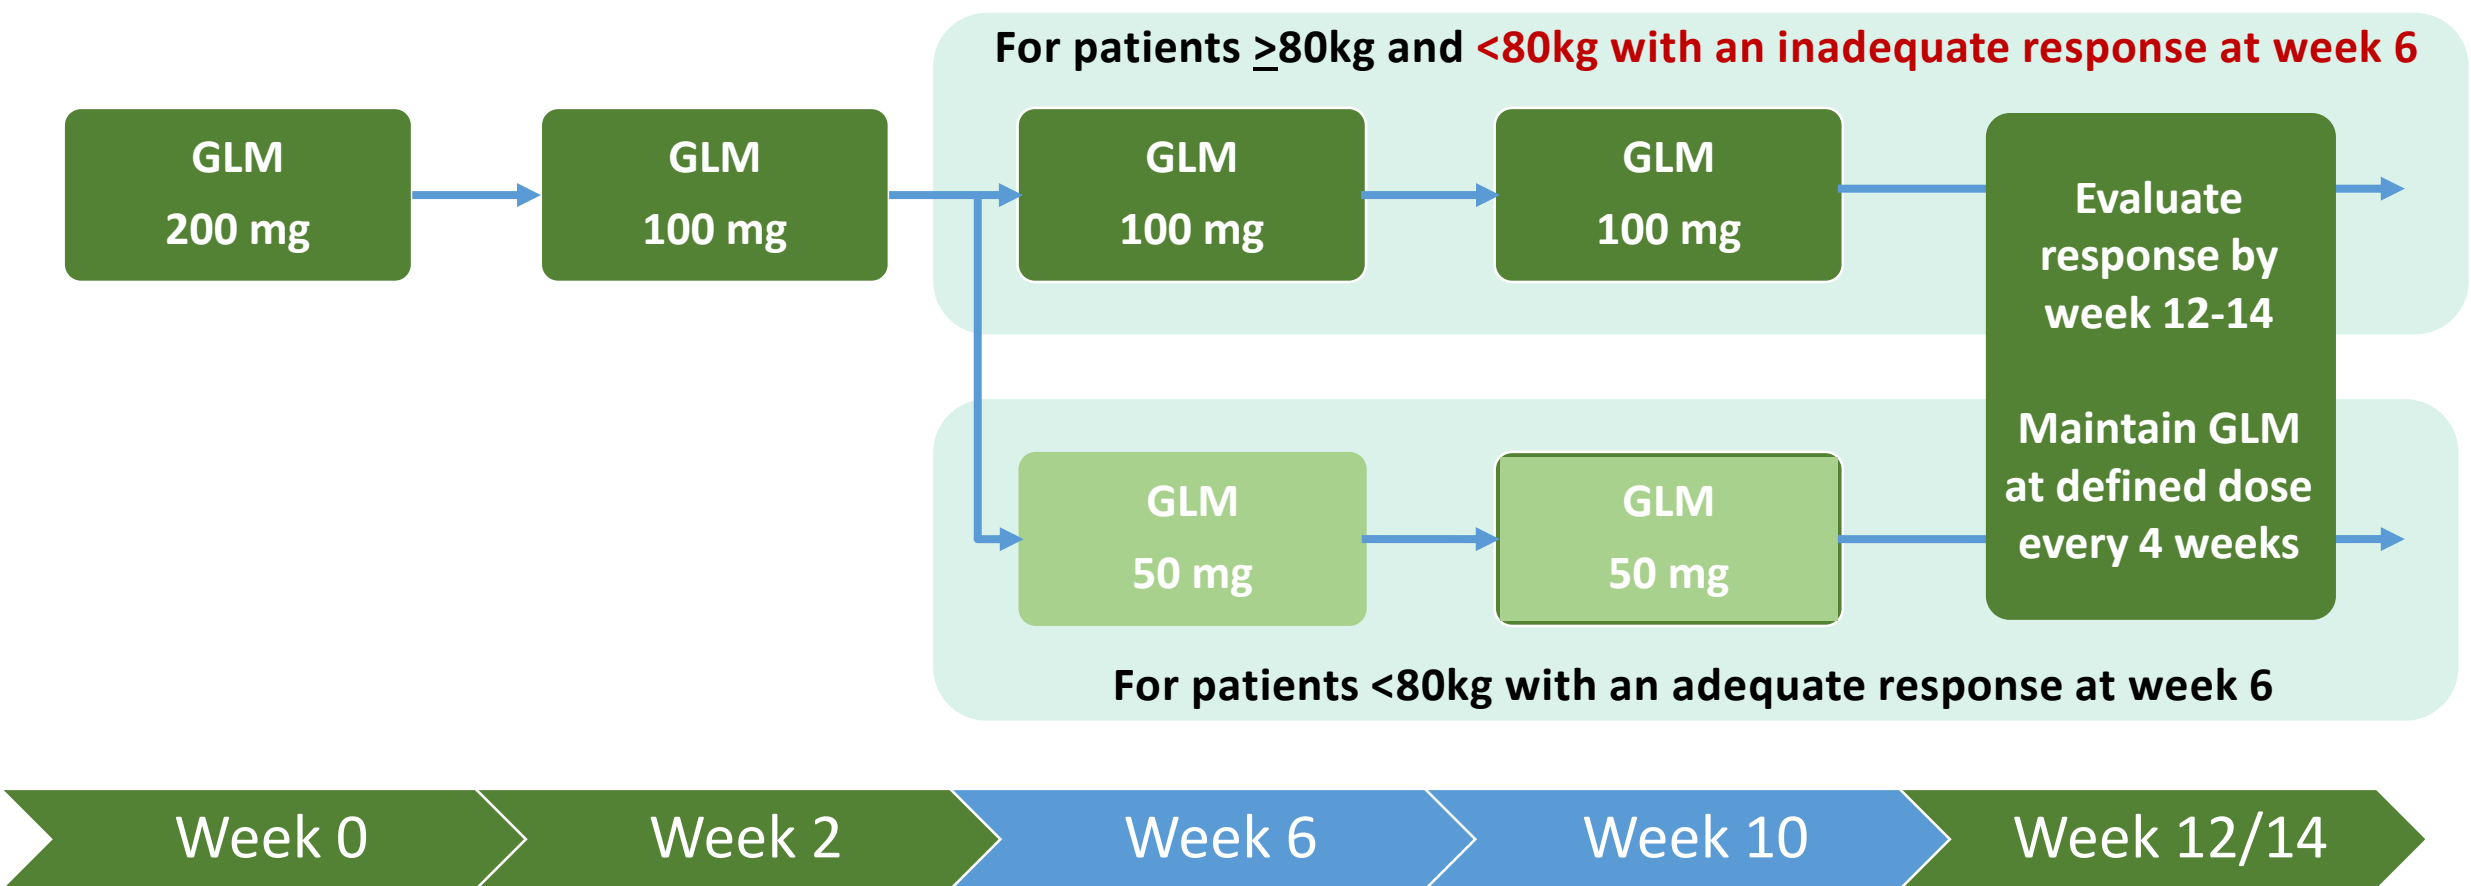 For patients ≥80kg and <80kg with an inadequate response at week 6
GLM
200 mg
GLM
100 mg
GLM
100 mg
GLM
100 mg
Evaluate
response by
week 12-14
Maintain GLM
at defined dose
every 4 weeks
GLM
50 mg
GLM
50 mg
For patients <80kg with an adequate response at week 6
Week 0
Week 2
Week 6
Week 10
Week 12/14